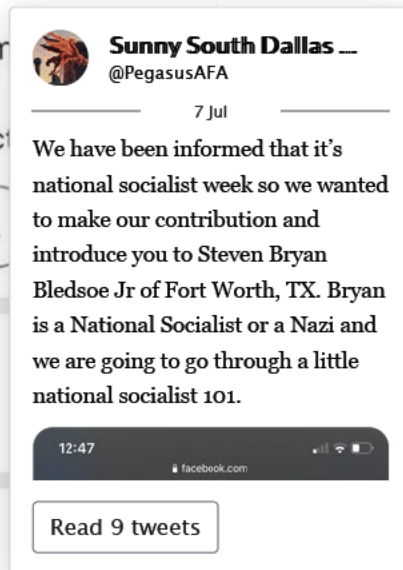 Sunny South Dallas ....
@PegasusAFA
7 Jul
We have been informed that it's
national socialist week so we wanted
to make our contribution and
introduce you to Steven Bryan
Bledsoe Jr of Fort Worth, TX. Bryan
is a National Socialist or a Nazi and
we are going to go through a little
national socialist 101.
12:47
facebook.com
Read 9 tweets